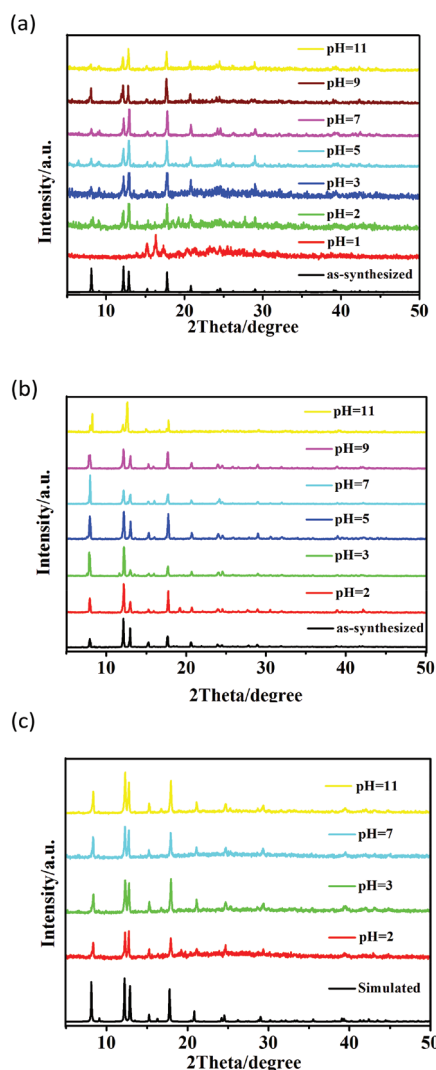 (a)
pH=11
pH=9
pH=7
pH=5
pH=3
pH=2
pH=1
as-synthesized
Intensity/a.u.
10 20 30 40 50
2Theta/degree
(b)
pH=11
pH=9
pH=7
pH=5
pH=3
pH=2
as-synthesized
Intensity/a.u.
10 20 30 40 50
2Theta/degree
(c)
pH=11
pH=7
pH=3
pH=2
Simulated
Intensity/a.u.
10 20 30 40 50
2Theta/degree